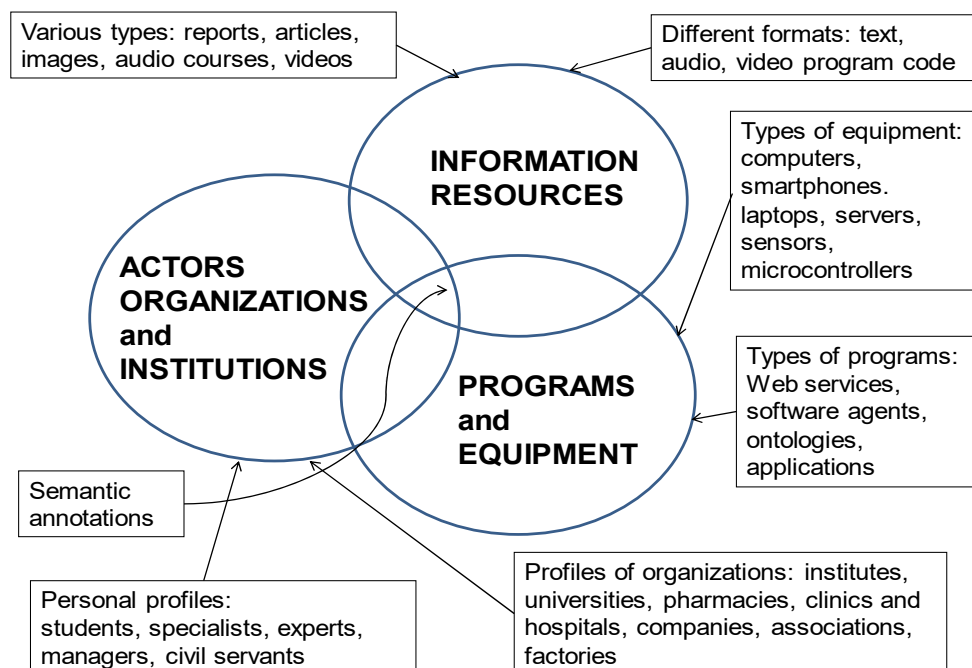 Various types: reports, articles,
images, audio courses, videos
Different formats: text,
audio, video program code
INFORMATION
RESOURCES
Types of equipment:
computers,
smartphones.
laptops, servers,
sensors,
microcontrollers
ACTORS
ORGANIZATIONS
and
INSTITUTIONS
PROGRAMS
and
EQUIPMENT
Types of programs:
Web services,
software agents,
ontologies,
applications
Semantic
annotations
Personal profiles:
students, specialists, experts,
managers, civil servants
Profiles of organizations: institutes,
universities, pharmacies, clinics and
hospitals, companies, associations,
factories